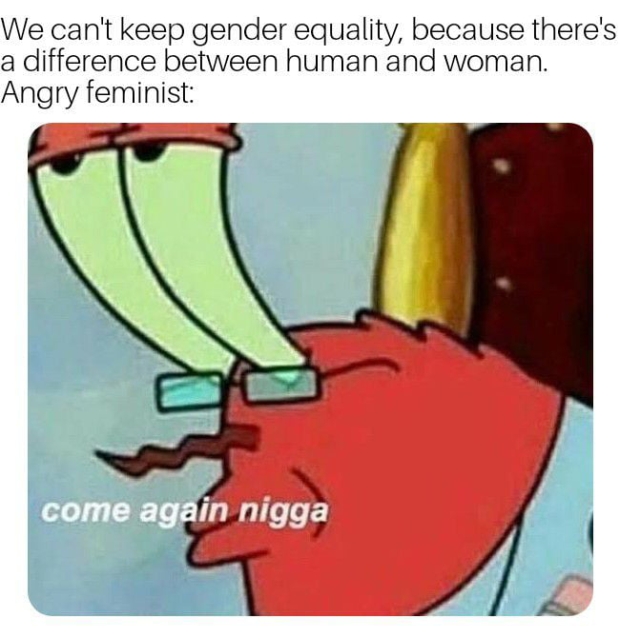 We can't keep gender equality, because there's
a difference between human and woman.
Angry feminist:
come again nigga